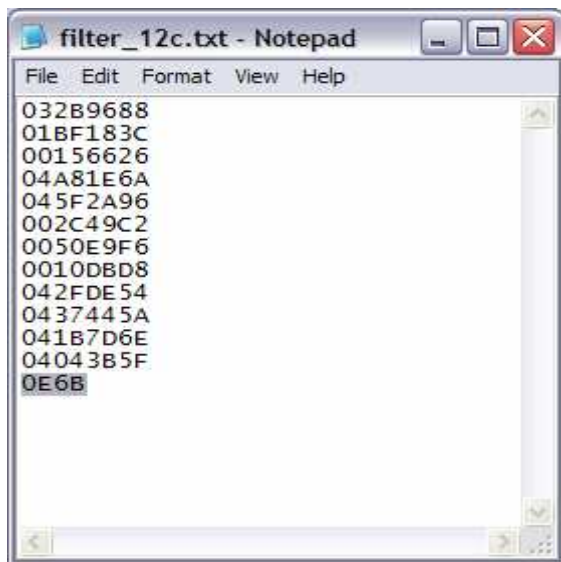 filter_12c.txt - Notepad
File Edit Format View Help
032B9688
01BF183C
00156626
04A81E6A
045F2A96
002C49C2
0050E9F6
0010DBD8
042FDE54
0437445A
041B7D6E
04043B5F
0E6B